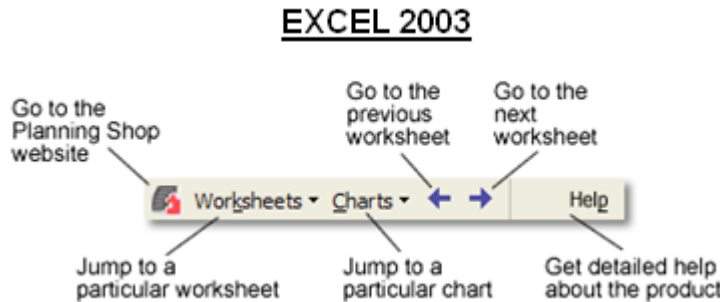 EXCEL 2003
Go to the
Planning Shop
website
Go to the
previous
worksheet
Go to the
next
worksheet
Worksheets Charts Help
Jump to a
particular worksheet
Jump to a
particular chart
Get detailed help
about the product